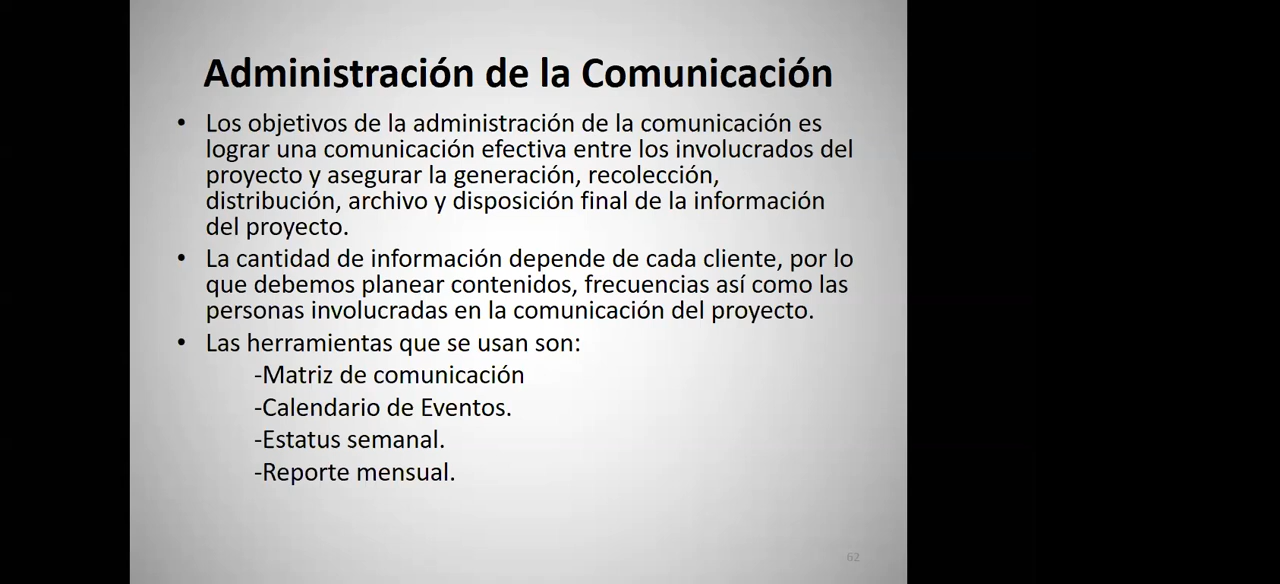 Administración de la Comunicación
• Los objetivos de la administración de la comunicación es
lograr una comunicación efectiva entre los involucrados del
proyecto y asegurar la generación, recolección,
distribución, archivo y disposición final de la información
del proyecto.
• La cantidad de información depende de cada cliente, por lo
que debemos planear contenidos, frecuencias así como las
personas involucradas en la comunicación del proyecto.
• Las herramientas que se usan son:
-Matriz de comunicación
-Calendario de Eventos.
-Estatus semanal.
-Reporte mensual.
62